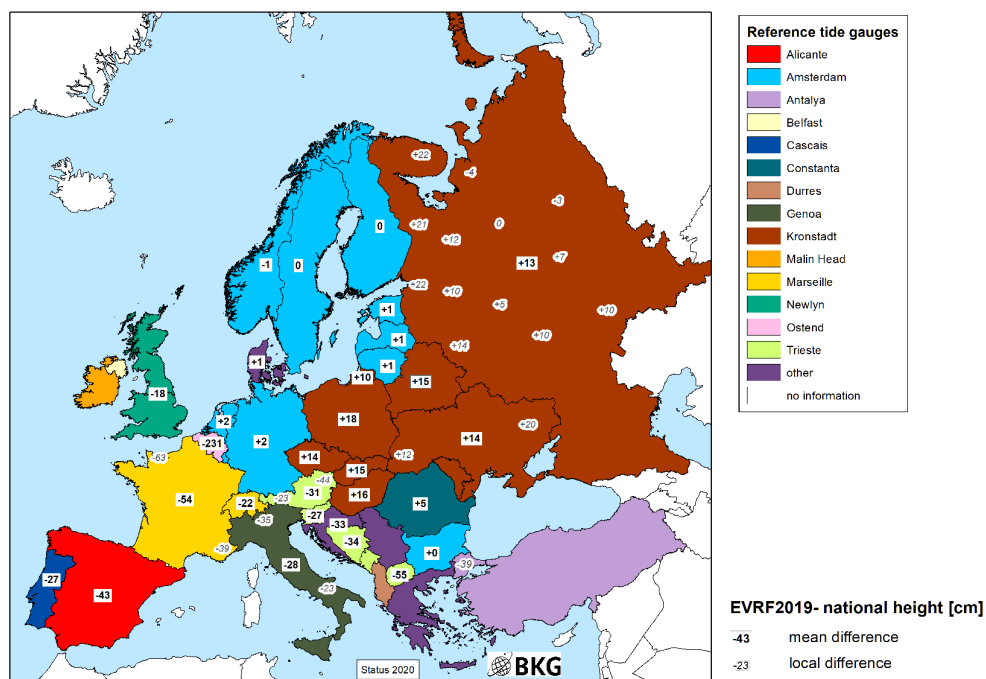 Reference tide gauges
Alicante
Amsterdam
Antalya
Belfast
Cascais
Constanta
Durres
Genoa
Kronstadt
Malin Head
Marseille
Newlyn
Ostend
Trieste
other
no information
+22
-4
-3
+21
+12
0
0
-1
0
+13
+7
+22
+10
+5
+10
+1
+1
+10
+14
+1
+1
+10
+15
-18
+18
+2
-231
+2
+14
+20
-63
+14
+12
+15
-44
-31
-23
+16
-54
-22
+5
-27
-33
-35
-34
-39
+0
-28
-39
-55
-27
-43
-23
Status 2020
BKG
EVRF2019- national height [cm]
-43 mean difference
-23 local difference